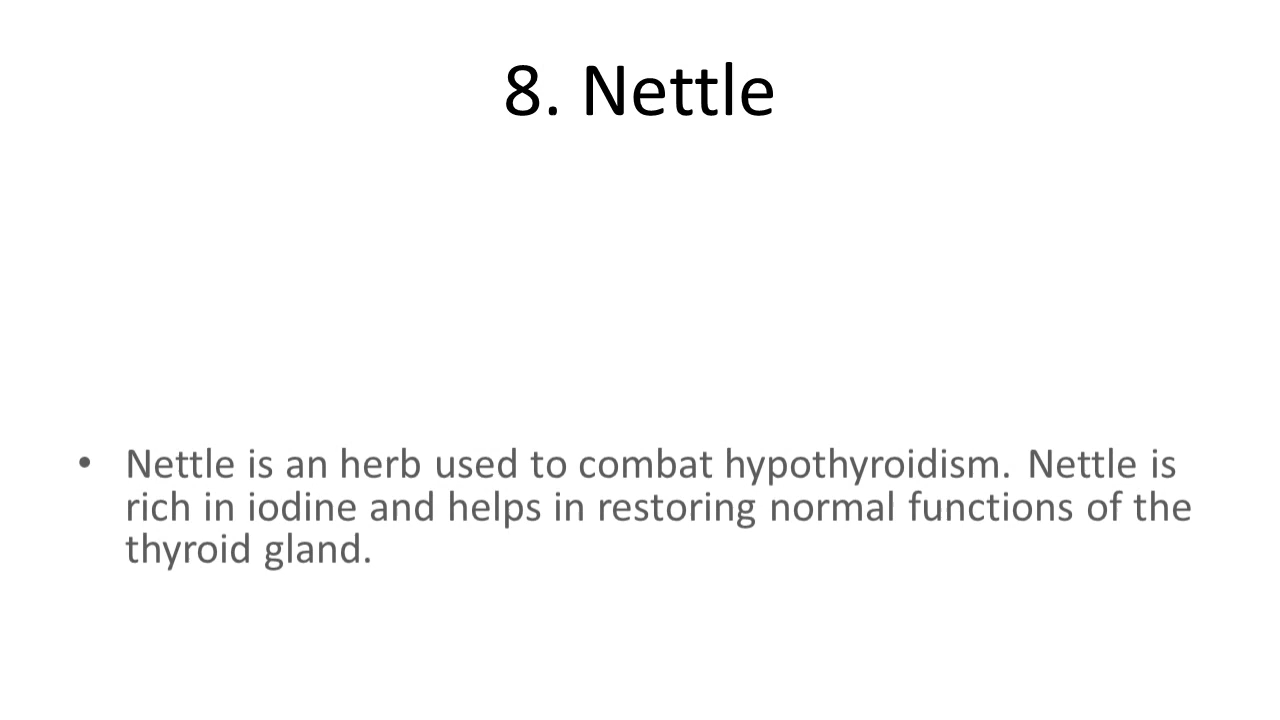 8. Nettle
• Nettle is an herb used to combat hypothyroidism. Nettle is
rich in iodine and helps in restoring normal functions of the
thyroid gland.